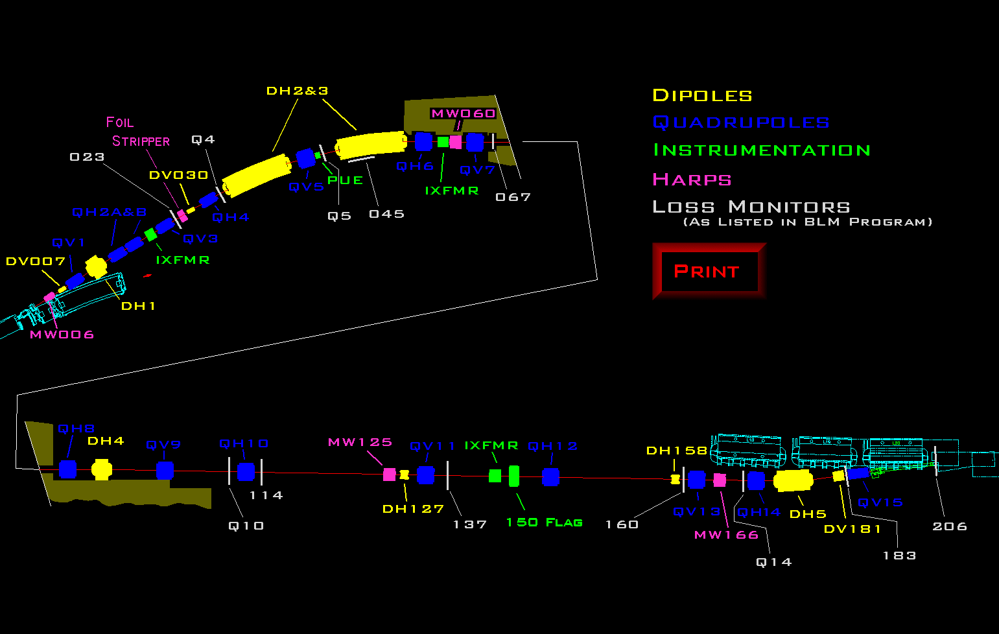 DH2&3
DIPOLES
QUADRUPOLES
INSTRUMENTATION
HARPS
LOSS MONITORS
(AS LISTED IN BLM PROGRAM)
PRINT
MW060
FOIL
STRIPPER
Q4
023
DV030
QH6
QV7
QV5
PUE
IXFMR
067
QH2A&B
QH4
Q5
045
QV3
QV1
DV007
IXFMR
DH1
MW006
QH8
DH4
QV9
QH10
MW125
QV11
IXFMR
QH12
DH158
L18
L19
L20
114
Q10
DH127
137
150 FLAG
160
QV13
QH14
DH5
QV15
MW166
DV181
206
Q14
183